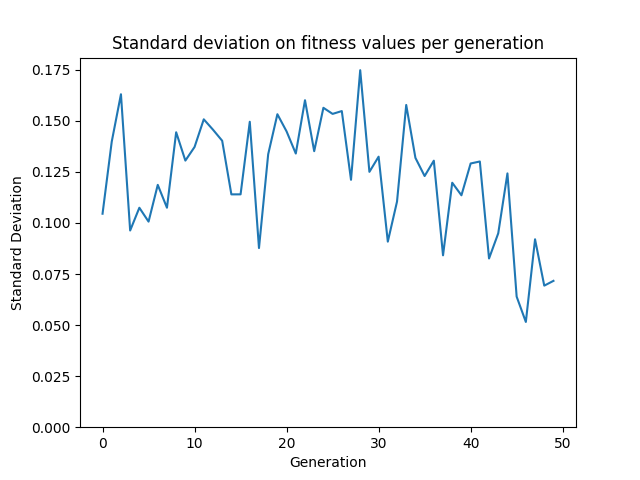 Standard deviation on fitness values per generation
0.175
0.150
0.125
0.100
0.075
0.050
0.025
0.000
Standard Deviation
0 10 20 30 40 50
Generation